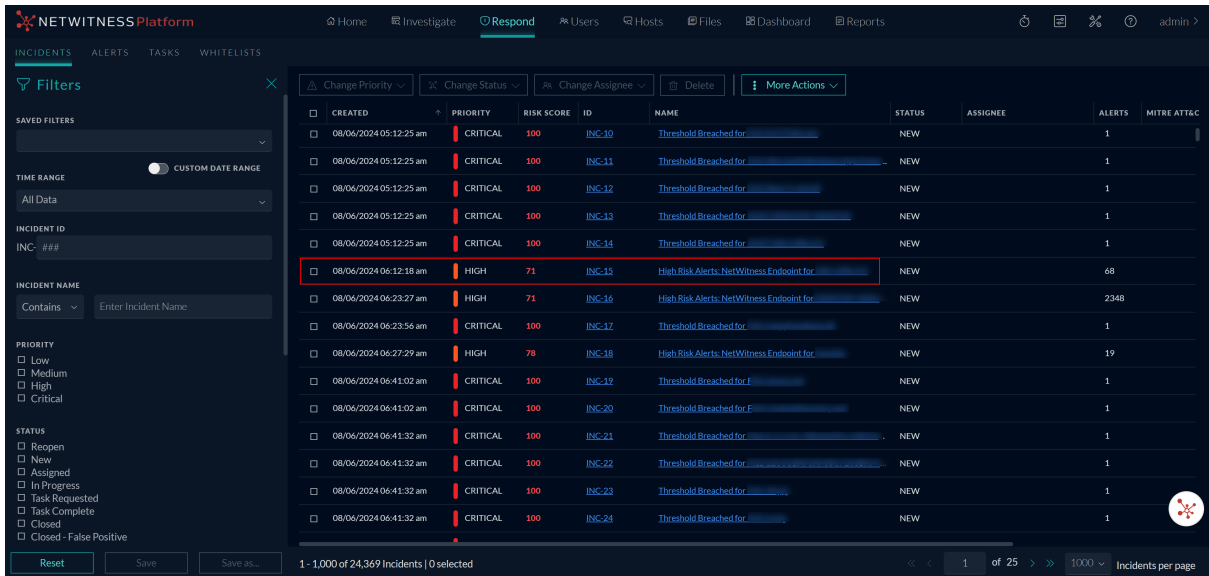 NETWITNESS Platform
Home Investigate Respond Users Hosts Files Dashboard Reports admin >
INCIDENTS ALERTS TASKS WHITELISTS
Filters
SAVED FILTERS
CUSTOM DATE RANGE
TIME RANGE
All Data
INCIDENT ID
INC- ###
INCIDENT NAME
Contains Enter Incident Name
PRIORITY
Low
Medium
High
Critical
STATUS
Reopen
New
Assigned
In Progress
Task Requested
Task Complete
Closed
Closed - False Positive
Reset Save Save as...
Change Priority Change Status Change Assignee Delete More Actions
CREATED PRIORITY RISK SCORE ID NAME STATUS ASSIGNEE ALERTS MITRE ATT&C
08/06/2024 05:12:25 am CRITICAL 100 INC-10 Threshold Breached for NEW 1
08/06/2024 05:12:25 am CRITICAL 100 INC-11 Threshold Breached for NEW 1
08/06/2024 05:12:25 am CRITICAL 100 INC-12 Threshold Breached for NEW 1
08/06/2024 05:12:25 am CRITICAL 100 INC-13 Threshold Breached for NEW 1
08/06/2024 05:12:25 am CRITICAL 100 INC-14 Threshold Breached for NEW 1
08/06/2024 06:12:18 am HIGH 71 INC-15 High Risk Alerts: NetWitness Endpoint for NEW 68
08/06/2024 06:23:27 am HIGH 71 INC-16 High Risk Alerts: NetWitness Endpoint for NEW 2348
08/06/2024 06:23:56 am CRITICAL 100 INC-17 Threshold Breached for NEW 1
08/06/2024 06:27:29 am HIGH 78 INC-18 High Risk Alerts: NetWitness Endpoint for NEW 19
08/06/2024 06:41:02 am CRITICAL 100 INC-19 Threshold Breached for NEW 1
08/06/2024 06:41:02 am CRITICAL 100 INC-20 Threshold Breached for NEW 1
08/06/2024 06:41:32 am CRITICAL 100 INC-21 Threshold Breached for NEW 1
08/06/2024 06:41:32 am CRITICAL 100 INC-22 Threshold Breached for NEW 1
08/06/2024 06:41:32 am CRITICAL 100 INC-23 Threshold Breached for NEW 1
08/06/2024 06:41:32 am CRITICAL 100 INC-24 Threshold Breached for NEW 1
1 - 1,000 of 24,369 Incidents | 0 selected
« < 1 of 25 > » 1000 Incidents per page